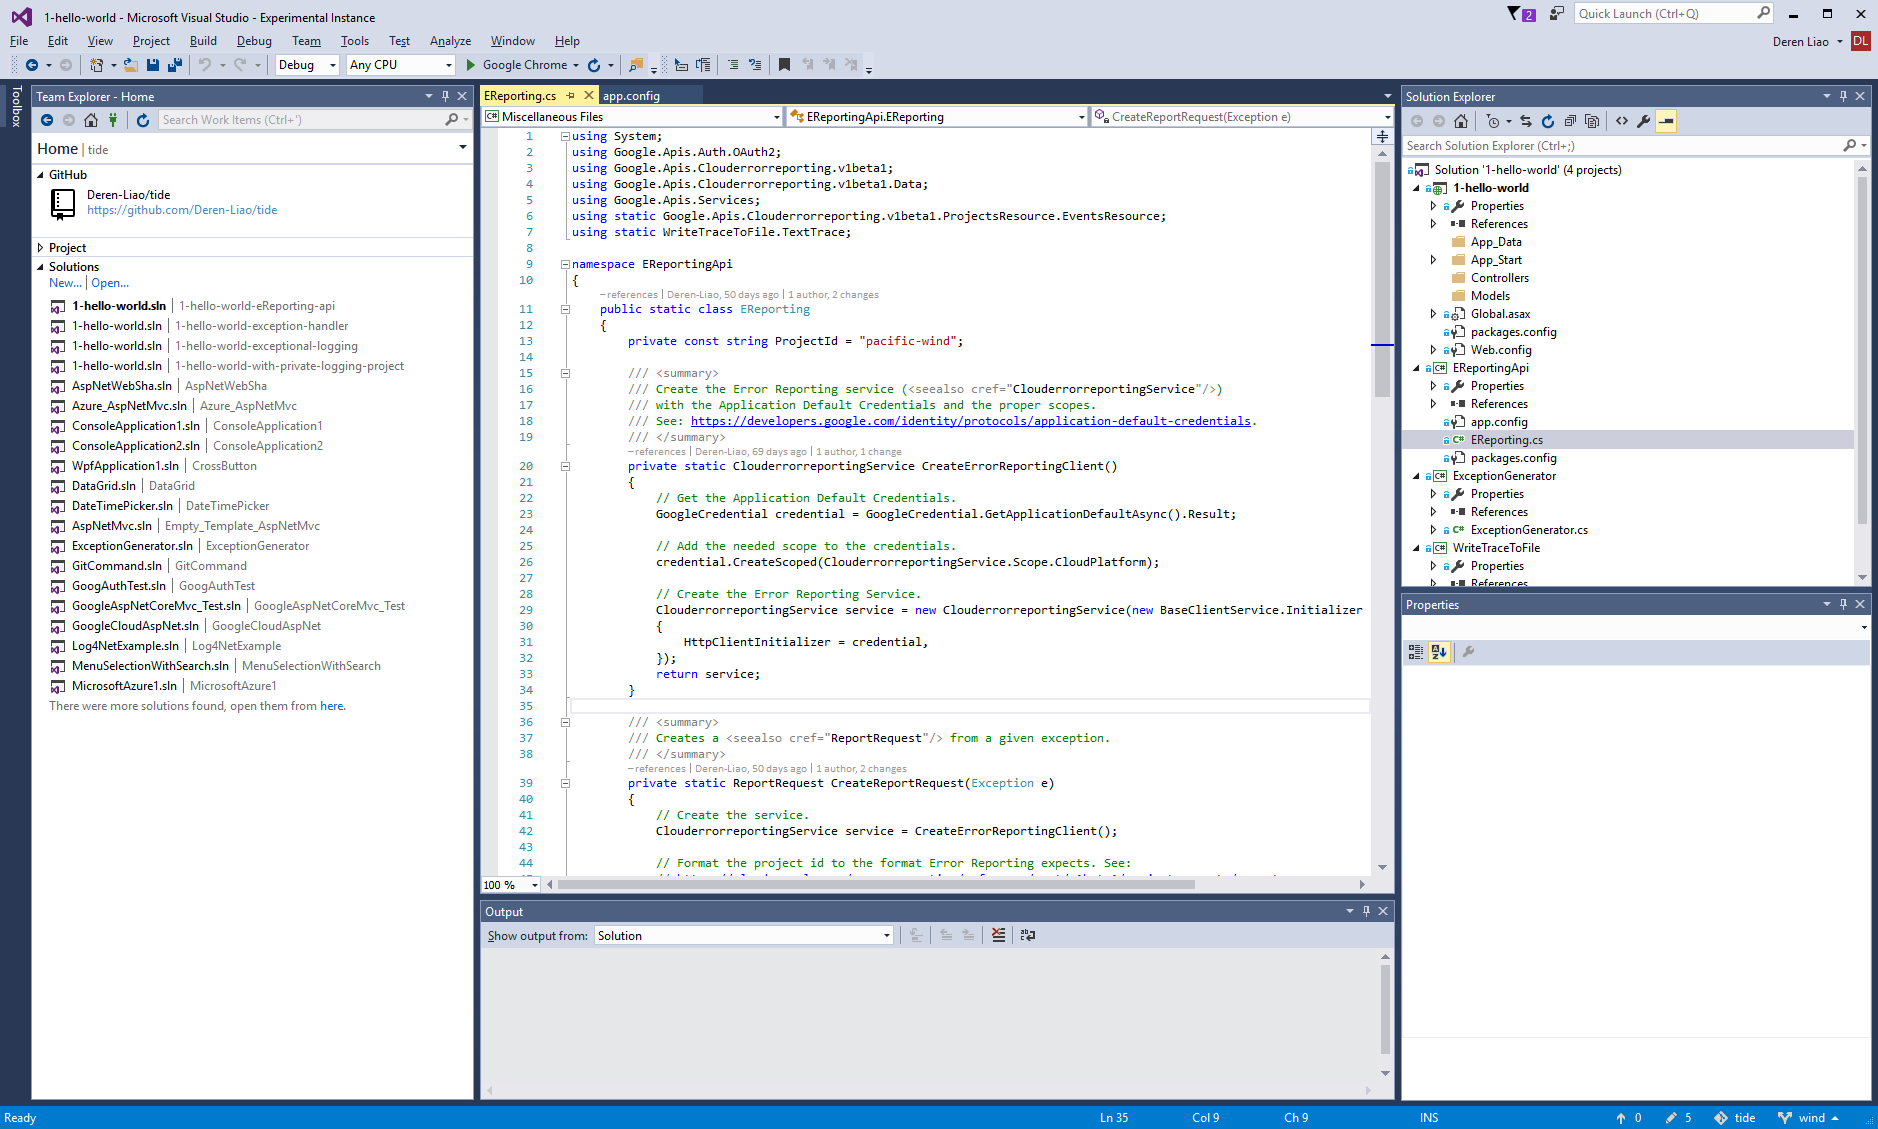 1-hello-world - Microsoft Visual Studio - Experimental Instance
2
Quick Launch (Ctrl+Q)
File Edit View Project Build Debug Team Tools Test Analyze Window Help
Deren Liao DL
Debug Any CPU Google Chrome
Toolbox
Team Explorer - Home
Search Work Items (Ctrl+')
Home | tide
GitHub
Deren-Liao/tide
https://github.com/Deren-Liao/tide
Project
Solutions
New... | Open...
1-hello-world.sln | 1-hello-world-eReporting-api
1-hello-world.sln | 1-hello-world-exception-handler
1-hello-world.sln | 1-hello-world-exceptional-logging
1-hello-world.sln | 1-hello-world-with-private-logging-project
AspNetWebSha.sln | AspNetWebSha
Azure_AspNetMvc.sln | Azure_AspNetMvc
ConsoleApplication1.sln | ConsoleApplication1
ConsoleApplication2.sln | ConsoleApplication2
WpfApplication1.sln | CrossButton
DataGrid.sln | DataGrid
DateTimePicker.sln | DateTimePicker
AspNetMvc.sln | Empty_Template_AspNetMvc
ExceptionGenerator.sln | ExceptionGenerator
GitCommand.sln | GitCommand
GoogAuthTest.sln | GoogAuthTest
GoogleAspNetCoreMvc_Test.sln | GoogleAspNetCoreMvc_Test
GoogleCloudAspNet.sln | GoogleCloudAspNet
Log4NetExample.sln | Log4NetExample
MenuSelectionWithSearch.sln | MenuSelectionWithSearch
MicrosoftAzure1.sln | MicrosoftAzure1
There were more solutions found, open them from here.
EReporting.cs app.config
Miscellaneous Files EReportingApi.EReporting CreateReportRequest(Exception e)
1 using System;
2 using Google.Apis.Auth.OAuth2;
3 using Google.Apis.Clouderrorreporting.v1beta1;
4 using Google.Apis.Clouderrorreporting.v1beta1.Data;
5 using Google.Apis.Services;
6 using static Google.Apis.Clouderrorreporting.v1beta1.ProjectsResource.EventsResource;
7 using static WriteTraceToFile.TextTrace;
8
9 namespace EReportingApi
10 {
–references | Deren-Liao, 50 days ago | 1 author, 2 changes
11 public static class EReporting
12 {
13 private const string ProjectId = "pacific-wind";
14
15 /// <summary>
16 /// Create the Error Reporting service (<seealso cref="ClouderrorreportingService"/>)
17 /// with the Application Default Credentials and the proper scopes.
18 /// See: https://developers.google.com/identity/protocols/application-default-credentials.
19 /// </summary>
–references | Deren-Liao, 69 days ago | 1 author, 1 change
20 private static ClouderrorreportingService CreateErrorReportingClient()
21 {
22 // Get the Application Default Credentials.
23 GoogleCredential credential = GoogleCredential.GetApplicationDefaultAsync().Result;
24
25 // Add the needed scope to the credentials.
26 credential.CreateScoped(ClouderrorreportingService.Scope.CloudPlatform);
27
28 // Create the Error Reporting Service.
29 ClouderrorreportingService service = new ClouderrorreportingService(new BaseClientService.Initializer
30 {
31 HttpClientInitializer = credential,
32 });
33 return service;
34 }
35
36 /// <summary>
37 /// Creates a <seealso cref="ReportRequest"/> from a given exception.
38 /// </summary>
–references | Deren-Liao, 50 days ago | 1 author, 2 changes
39 private static ReportRequest CreateReportRequest(Exception e)
40 {
41 // Create the service.
42 ClouderrorreportingService service = CreateErrorReportingClient();
43
44 // Format the project id to the format Error Reporting expects. See:
100 %
Output
Show output from: Solution
Solution Explorer
Search Solution Explorer (Ctrl+;)
Solution '1-hello-world' (4 projects)
1-hello-world
Properties
References
App_Data
App_Start
Controllers
Models
Global.asax
packages.config
Web.config
EReportingApi
Properties
References
app.config
EReporting.cs
packages.config
ExceptionGenerator
Properties
References
ExceptionGenerator.cs
WriteTraceToFile
Properties
References
Properties
Ready Ln 35 Col 9 Ch 9 INS 0 5 tide wind